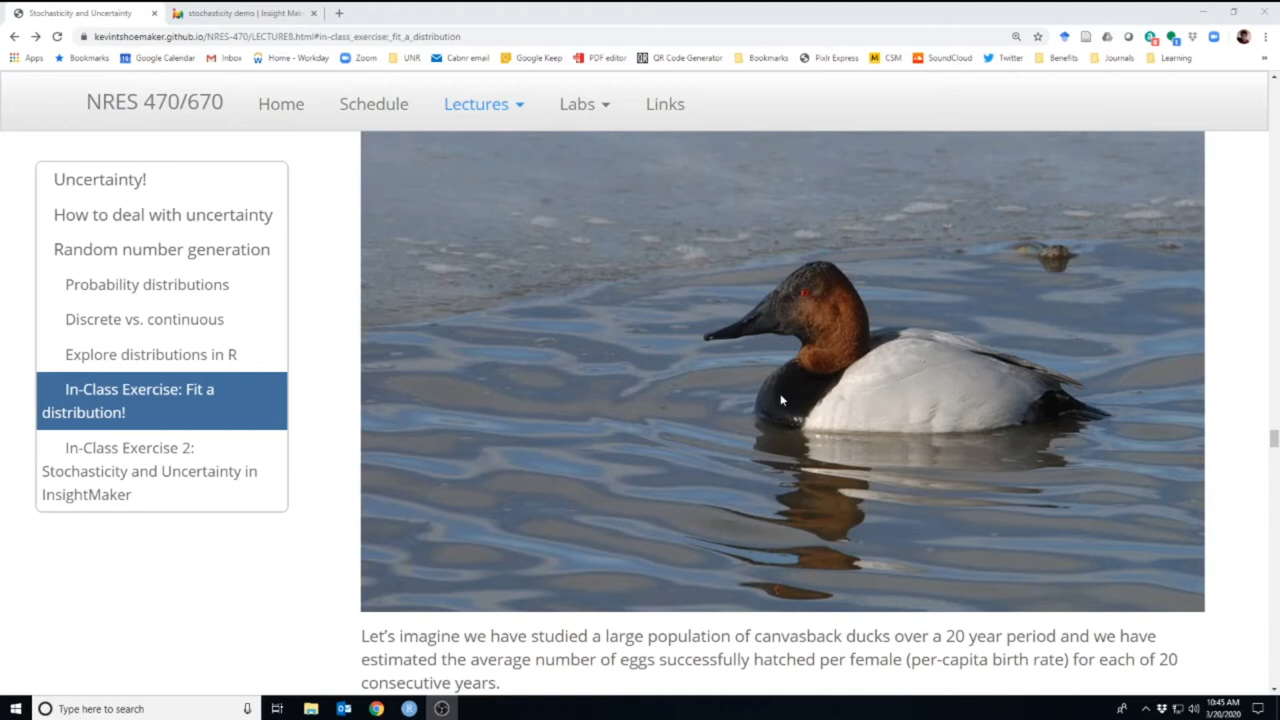 Stochasticity and Uncertainty
stochasticity demo | Insight Mak
kevintshoemaker.github.io/NRES-470/LECTURE8.html#in-class_exercise:_fit_a_distribution
Apps Bookmarks Google Calendar Inbox Home - Workday Zoom UNR Cabnr email Google Keep PDF editor QR Code Generator Bookmarks Pixlr Express CSM SoundCloud Twitter Benefits Journals Learning
NRES 470/670 Home Schedule Lectures Labs Links
Uncertainty!
How to deal with uncertainty
Random number generation
Probability distributions
Discrete vs. continuous
Explore distributions in R
In-Class Exercise: Fit a
distribution!
In-Class Exercise 2:
Stochasticity and Uncertainty in
InsightMaker
Let's imagine we have studied a large population of canvasback ducks over a 20 year period and we have
estimated the average number of eggs successfully hatched per female (per-capita birth rate) for each of 20
consecutive years.
Type here to search
10:45 AM
3/20/2020